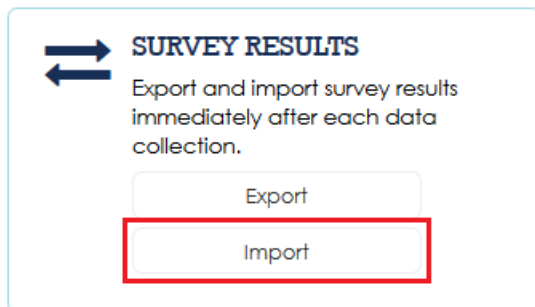 SURVEY RESULTS
Export and import survey results
immediately after each data
collection.
Export
Import